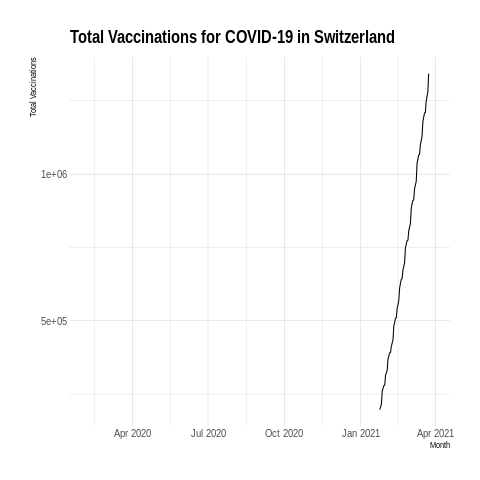 Total Vaccinations for COVID-19 in Switzerland
Total Vaccinations
1e+06
5e+05
Apr 2020 Jul 2020 Oct 2020 Jan 2021 Apr 2021
Month